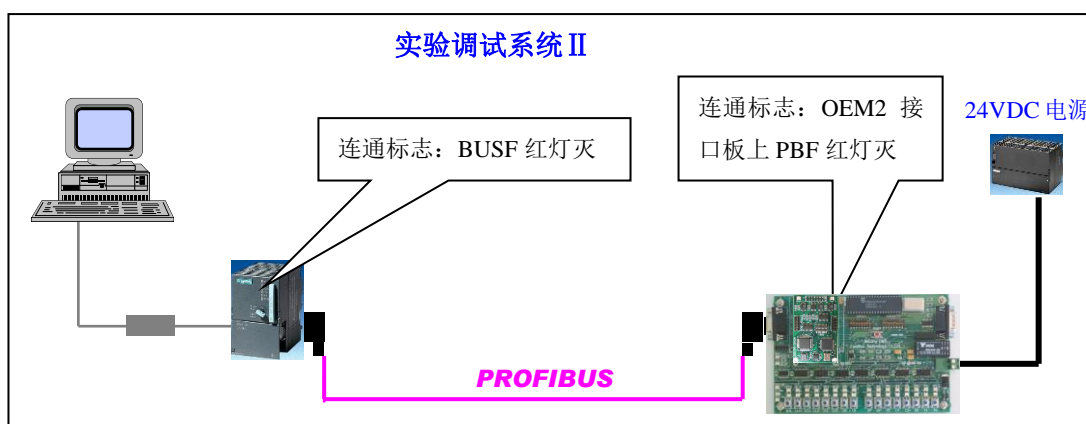 实验调试系统Ⅱ
连通标志：BUSF 红灯灭
连通标志：OEM2 接
口板上 PBF 红灯灭
24VDC 电源
PROFIBUS